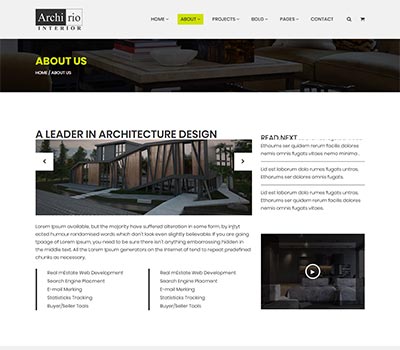 Archi rio
INTERIOR
HOME
ABOUT
PROJECTS
BOLD
PAGES
CONTACT
ABOUT US
HOME / ABOUT US
A LEADER IN ARCHITECTURE DESIGN
Lorem Ipsum available, but the majority have suffered alteration in some form, by injtyt
ected humour randomised words which don't look even slightly believable. If you are going
tpoage of Lorem Ipsum, you need to be sure there isn't anything embarrassing hidden in
the middle of text. All the Lorem Ipsum generators on the Internet of tend to repeat predefined
chunks as necessary.
Real mEstate Web Development
Search Engine Placment
E-mail Merking
Statisticks Tracking
Buyer/Seller Tools
Real mEstate Web Development
Search Engine Placment
E-mail Merking
Statisticks Tracking
Buyer/Seller Tools
READ NEXT
Ethorums ser quidem rerum facilis dolores
nemis omnis fugats vitaes nemo minima.
Lid est laborum dolo rumes fugats untras.
Etharums ser quidem rerum facilis dolores
nemis omnis fugats.
Lid est laborum dolo rumes fugats untras.
Etharums ser quidem rerum facilis dolores
nemis omnis fugats vitaes.